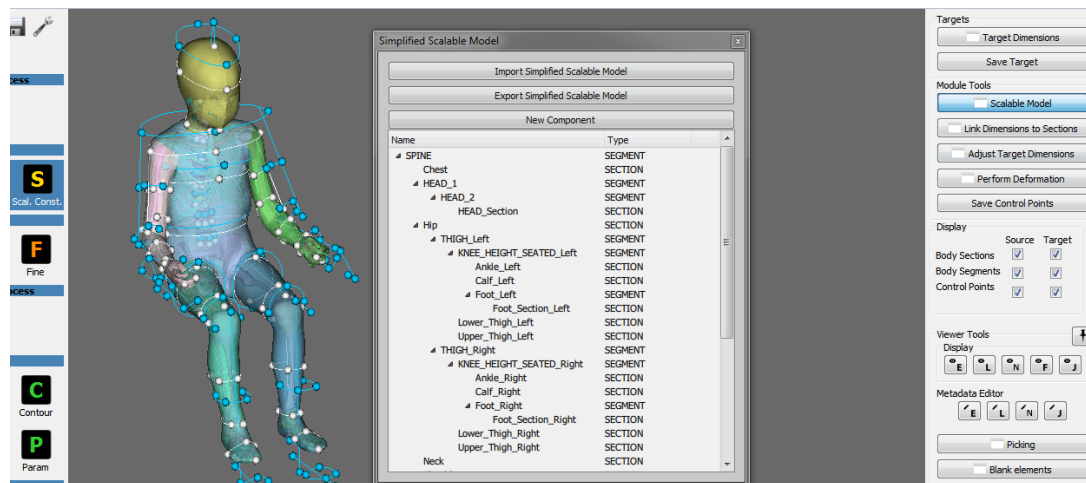 cess
S
Scal. Const.
F
Fine
cess
C
Contour
P
Param
Simplified Scalable Model
x
Import Simplified Scalable Model
Export Simplified Scalable Model
New Component
Name Type
SPINE SEGMENT
Chest SECTION
HEAD_1 SEGMENT
HEAD_2 SEGMENT
HEAD_Section SECTION
Hip SECTION
THIGH_Left SEGMENT
KNEE_HEIGHT_SEATED_Left SEGMENT
Ankle_Left SECTION
Calf_Left SECTION
Foot_Left SEGMENT
Foot_Section_Left SECTION
Lower_Thigh_Left SECTION
Upper_Thigh_Left SECTION
THIGH_Right SEGMENT
KNEE_HEIGHT_SEATED_Right SEGMENT
Ankle_Right SECTION
Calf_Right SECTION
Foot_Right SEGMENT
Foot_Section_Right SECTION
Lower_Thigh_Right SECTION
Upper_Thigh_Right SECTION
Neck SECTION
Targets
Target Dimensions
Save Target
Module Tools
Scalable Model
Link Dimensions to Sections
Adjust Target Dimensions
Perform Deformation
Save Control Points
Display
Source Target
Body Sections
Body Segments
Control Points
Viewer Tools
Display
E L N F J
Metadata Editor
E L N J
Picking
Blank elements